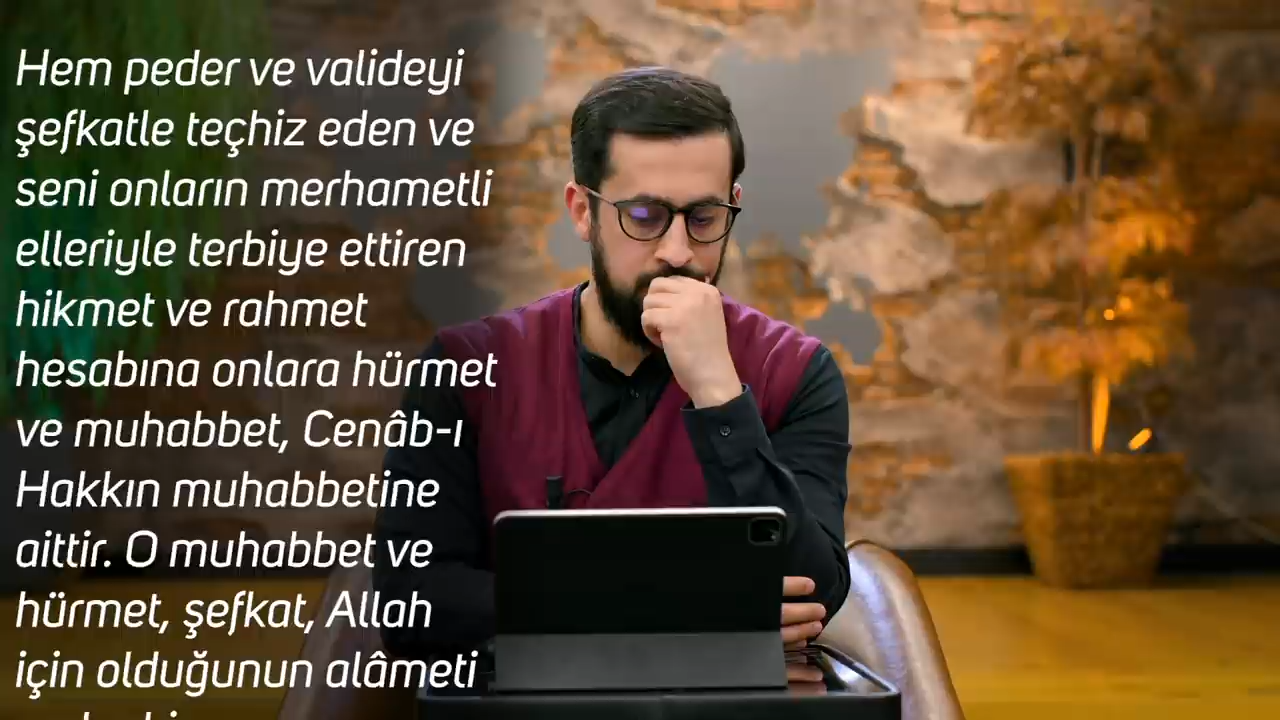 Hem peder ve valideyi
şefkatle teçhiz eden ve
seni onların merhametli
elleriyle terbiye ettiren
hikmet ve rahmet
hesabına onlara hürmet
ve muhabbet, Cenâb-ı
Hakkın muhabbetine
aittir. O muhabbet ve
hürmet, şefkat, Allah
için olduğunun alâmeti